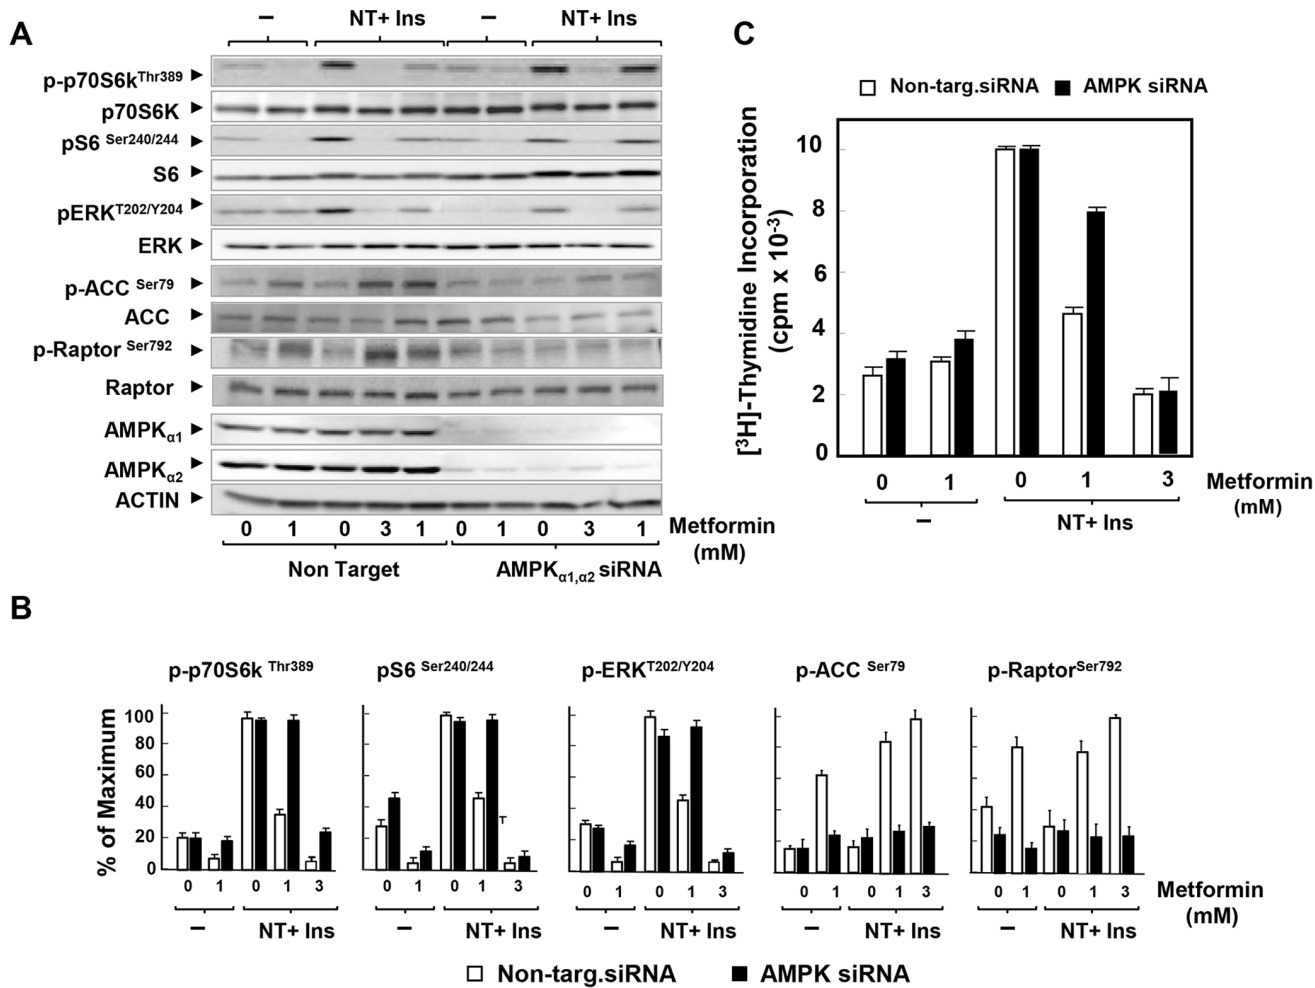 A
– NT+ Ins – NT+ Ins
p-p70S6k Thr389 ►
p70S6K ►
pS6 Ser240/244 ►
S6 ►
pERK T202/Y204 ►
ERK ►
p-ACC Ser79 ►
ACC ►
p-Raptor Ser792 ►
Raptor ►
AMPKα1 ►
AMPKα2 ►
ACTIN ►
0 1 0 3 1 0 1 0 3 1 Metformin
(mM)
Non Target AMPKα1,α2 siRNA
C
Non-targ.siRNA AMPK siRNA
[³H]-Thymidine Incorporation
(cpm x 10⁻³)
10
8
6
4
2
0
0 1 0 1 3 Metformin
(mM)
– NT+ Ins
B
p-p70S6k Thr389 pS6 Ser240/244 p-ERK T202/Y204 p-ACC Ser79 p-Raptor Ser792
% of Maximum
100
80
60
40
20
0
0 1 0 1 3 0 1 0 1 3 0 1 0 1 3 0 1 0 1 3 0 1 0 1 3 Metformin
(mM)
– NT+ Ins – NT+ Ins – NT+ Ins – NT+ Ins – NT+ Ins
Non-targ.siRNA AMPK siRNA